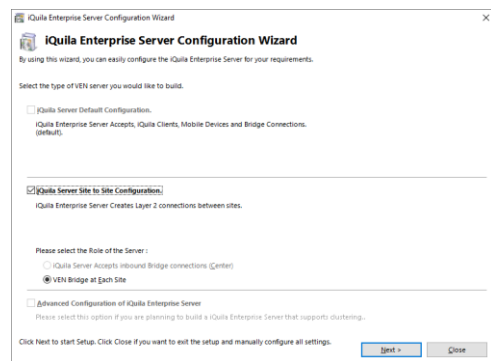 iQuila Enterprise Server Configuration Wizard
iQuila Enterprise Server Configuration Wizard
By using this wizard, you can easily configure the iQuila Enterprise Server for your requirements.
Select the type of VEN server you would like to build.
iQuila Server Default Configuration.
iQuila Enterprise Server Accepts, iQuila Clients, Mobile Devices and Bridge Connections.
(default).
iQuila Server Site to Site Configuration.
iQuila Enterprise Server Creates Layer 2 connections between sites.
Please select the Role of the Server :
iQuila Server Accepts inbound Bridge connections (Center)
VEN Bridge at Each Site
Advanced Configuration of iQuila Enterprise Server
Please select this option if you are planning to build a iQuila Enterprise Server that supports clustering..
Click Next to start Setup. Click Close if you want to exit the setup and manually configure all settings.
Next >
Close